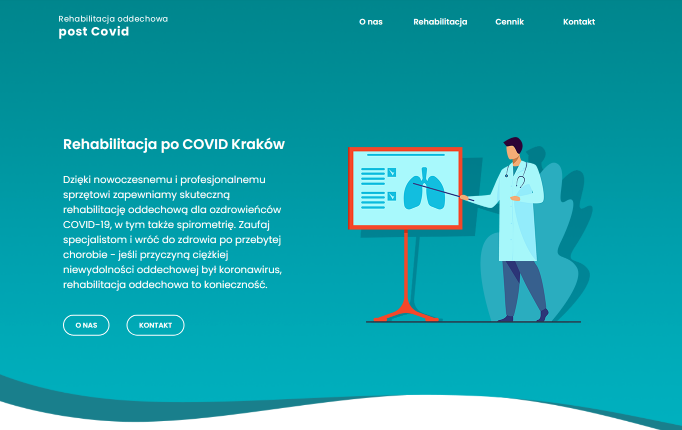 Rehabilitacja oddechowa
post Covid
O nas
Rehabilitacja
Cennik
Kontakt
Rehabilitacja po COVID Kraków
Dzięki nowoczesnemu i profesjonalnemu
sprzętowi zapewniamy skuteczną
rehabilitację oddechową dla ozdrowieńców
COVID-19, w tym także spirometrię. Zaufaj
specjalistom i wróć do zdrowia po przebytej
chorobie - jeśli przyczyną ciężkiej
niewydolności oddechowej był koronawirus,
rehabilitacja oddechowa to konieczność.
O NAS
KONTAKT